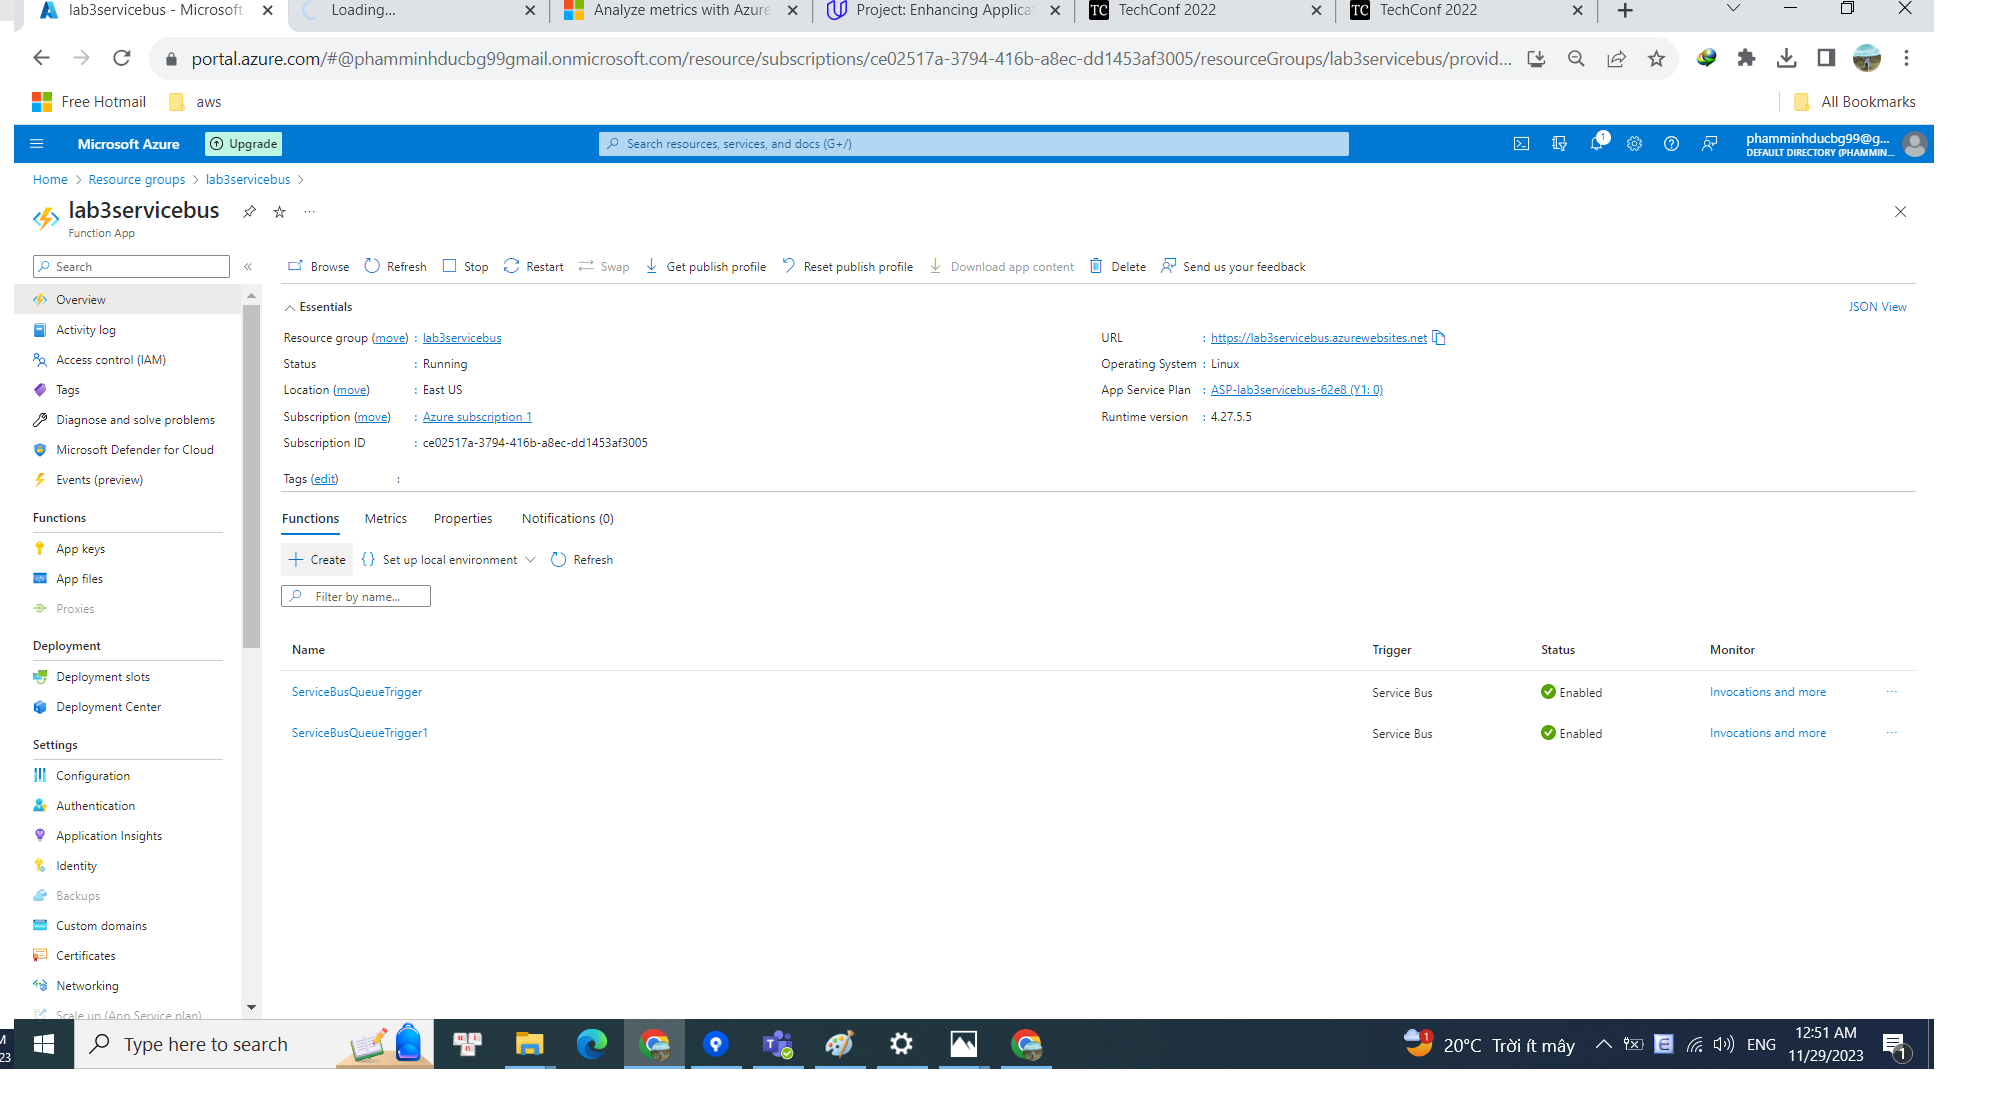 lab3servicebus - Microsoft
Loading...
Analyze metrics with Azure
Project: Enhancing Applicat
TC TechConf 2022
TC TechConf 2022
portal.azure.com/#@phamminhducbg99gmail.onmicrosoft.com/resource/subscriptions/ce02517a-3794-416b-a8ec-dd1453af3005/resourceGroups/lab3servicebus/provid...
Free Hotmail aws All Bookmarks
Microsoft Azure Upgrade Search resources, services, and docs (G+/) 1 phamminhducbg99@g...
DEFAULT DIRECTORY (PHAMMIN...
Home > Resource groups > lab3servicebus >
lab3servicebus ...
Function App
Search «
Overview
Activity log
Access control (IAM)
Tags
Diagnose and solve problems
Microsoft Defender for Cloud
Events (preview)
Functions
App keys
App files
Proxies
Deployment
Deployment slots
Deployment Center
Settings
Configuration
Authentication
Application Insights
Identity
Backups
Custom domains
Certificates
Networking
Scale up (App Service plan)
Browse Refresh Stop Restart Swap Get publish profile Reset publish profile Download app content Delete Send us your feedback
Essentials JSON View
Resource group (move) : lab3servicebus
Status : Running
Location (move) : East US
Subscription (move) : Azure subscription 1
Subscription ID : ce02517a-3794-416b-a8ec-dd1453af3005
URL : https://lab3servicebus.azurewebsites.net
Operating System : Linux
App Service Plan : ASP-lab3servicebus-62e8 (Y1: 0)
Runtime version : 4.27.5.5
Tags (edit) :
Functions Metrics Properties Notifications (0)
Create {} Set up local environment Refresh
Filter by name...
Name Trigger Status Monitor
ServiceBusQueueTrigger Service Bus Enabled Invocations and more ...
ServiceBusQueueTrigger1 Service Bus Enabled Invocations and more ...
M
23
Type here to search
1 20°C Trời ít mây ENG
12:51 AM
11/29/2023
1